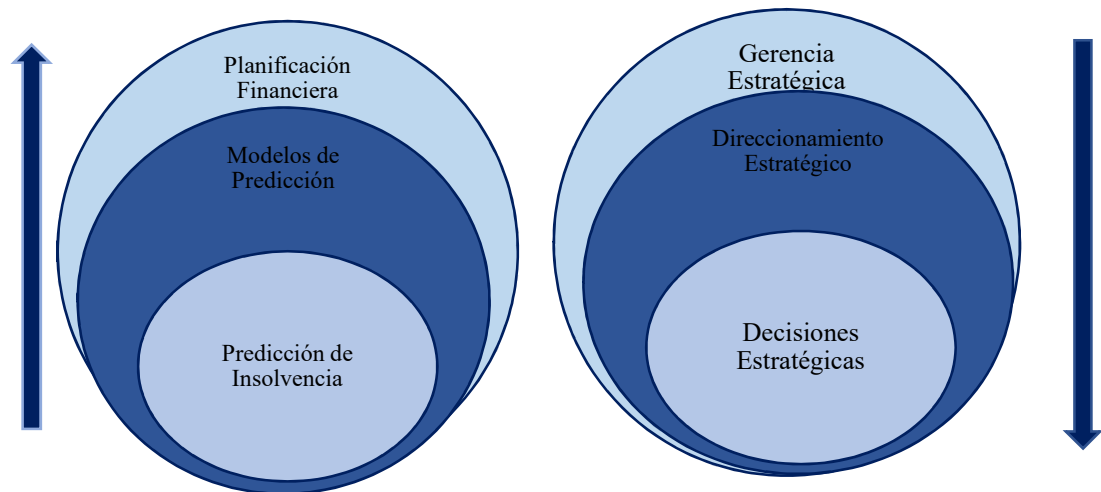 Planificación
Financiera
Modelos de
Predicción
Predicción de
Insolvencia
Gerencia
Estratégica
Direccionamiento
Estratégico
Decisiones
Estratégicas